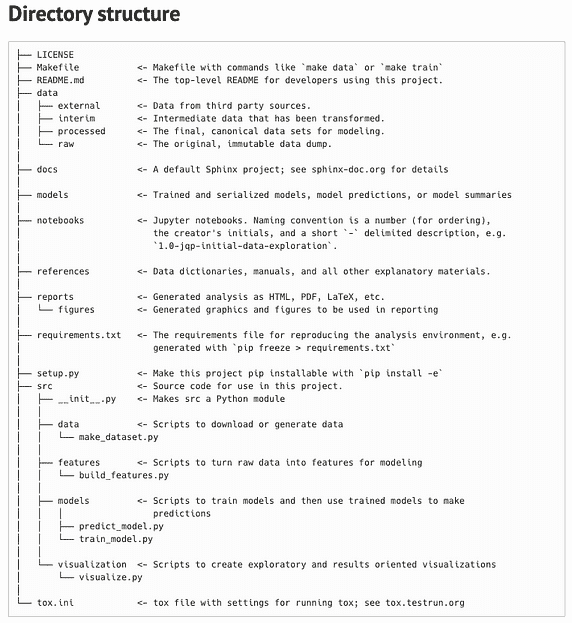 Directory structure
├── LICENSE
├── Makefile           <- Makefile with commands like `make data` or `make train`
├── README.md          <- The top-level README for developers using this project.
├── data
│   ├── external       <- Data from third party sources.
│   ├── interim        <- Intermediate data that has been transformed.
│   ├── processed      <- The final, canonical data sets for modeling.
│   └── raw            <- The original, immutable data dump.
│
├── docs               <- A default Sphinx project; see sphinx-doc.org for details
│
├── models             <- Trained and serialized models, model predictions, or model summaries
│
├── notebooks          <- Jupyter notebooks. Naming convention is a number (for ordering),
│                         the creator's initials, and a short `-` delimited description, e.g.
│                         `1.0-jqp-initial-data-exploration`.
│
├── references         <- Data dictionaries, manuals, and all other explanatory materials.
│
├── reports            <- Generated analysis as HTML, PDF, LaTeX, etc.
│   └── figures        <- Generated graphics and figures to be used in reporting
│
├── requirements.txt   <- The requirements file for reproducing the analysis environment, e.g.
│                         generated with `pip freeze > requirements.txt`
│
├── setup.py           <- Make this project pip installable with `pip install -e`
├── src                <- Source code for use in this project.
│   ├── __init__.py    <- Makes src a Python module
│   │
│   ├── data           <- Scripts to download or generate data
│   │   └── make_dataset.py
│   │
│   ├── features       <- Scripts to turn raw data into features for modeling
│   │   └── build_features.py
│   │
│   ├── models         <- Scripts to train models and then use trained models to make
│   │   │                 predictions
│   │   ├── predict_model.py
│   │   └── train_model.py
│   │
│   └── visualization  <- Scripts to create exploratory and results oriented visualizations
│       └── visualize.py
│
└── tox.ini            <- tox file with settings for running tox; see tox.testrun.org